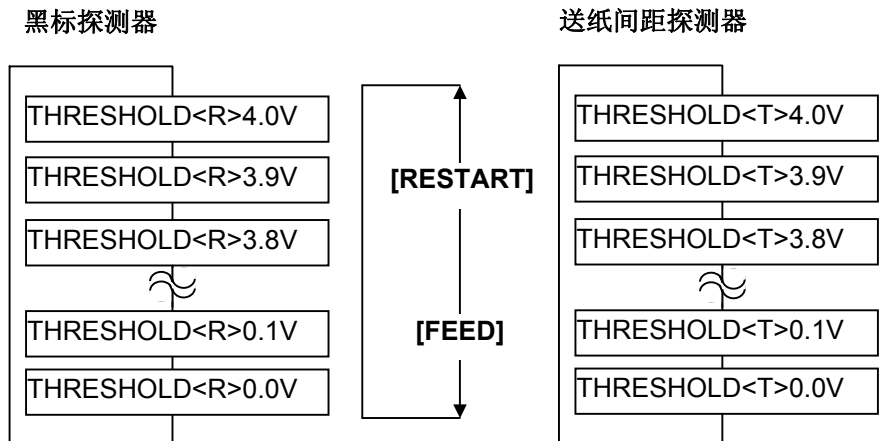 黑标探测器
THRESHOLD<R>4.0V
THRESHOLD<R>3.9V
THRESHOLD<R>3.8V
THRESHOLD<R>0.1V
THRESHOLD<R>0.0V
[RESTART]
[FEED]
送纸间距探测器
THRESHOLD<T>4.0V
THRESHOLD<T>3.9V
THRESHOLD<T>3.8V
THRESHOLD<T>0.1V
THRESHOLD<T>0.0V